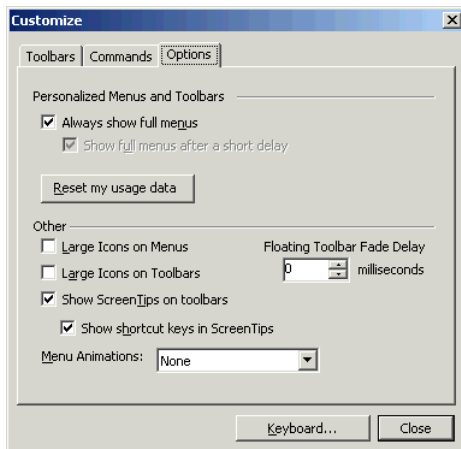 Customize
Toolbars Commands Options
Personalized Menus and Toolbars
Always show full menus
Show full menus after a short delay
Reset my usage data
Other
Large Icons on Menus Floating Toolbar Fade Delay
Large Icons on Toolbars 0 milliseconds
Show ScreenTips on toolbars
Show shortcut keys in ScreenTips
Menu Animations: None
Keyboard... Close